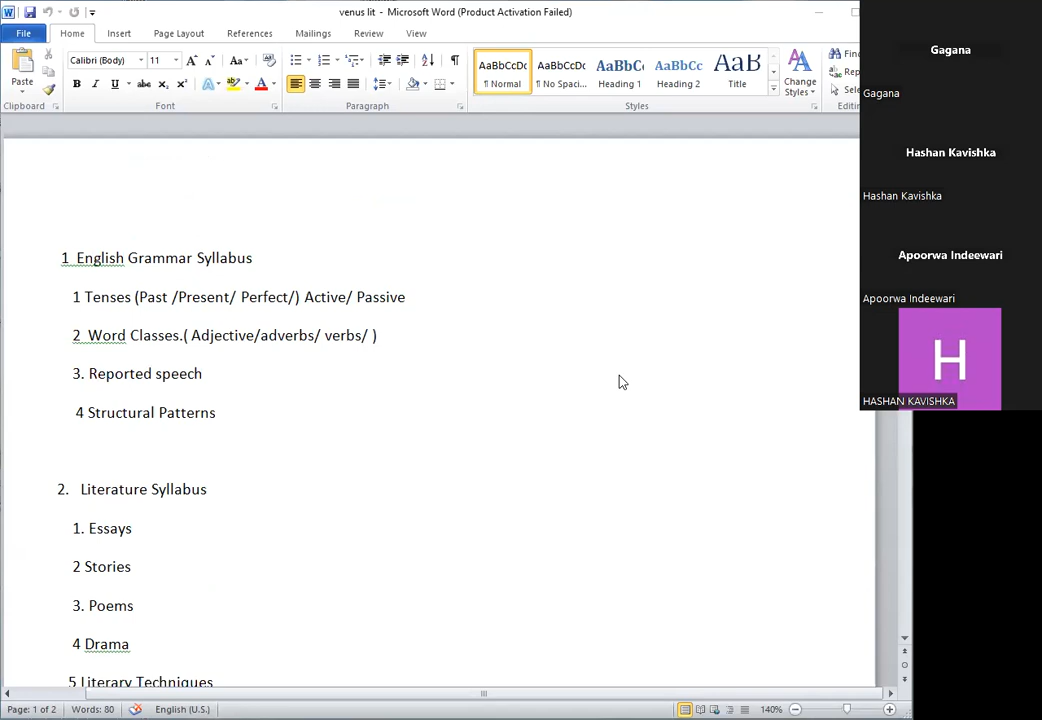 venus lit - Microsoft Word (Product Activation Failed)
File Home Insert Page Layout References Mailings Review View
Calibri (Body) 11 Aa
Paste
B I U abc x₂ x² A A
AaBbCcDc AaBbCcDc AaBbC AaBbCc AaB
¶ Normal ¶ No Spaci... Heading 1 Heading 2 Title
Change Styles
Clipboard Font Paragraph Styles
1 English Grammar Syllabus
1 Tenses (Past /Present/ Perfect/) Active/ Passive
2 Word Classes.( Adjective/adverbs/ verbs/ )
3. Reported speech
4 Structural Patterns
2. Literature Syllabus
1. Essays
2 Stories
3. Poems
4 Drama
5 Literary Techniques
Page: 1 of 2 Words: 80 English (U.S.) 140%
Gagana
Gagana
Hashan Kavishka
Hashan Kavishka
Apoorwa Indeewari
Apoorwa Indeewari
H
HASHAN KAVISHKA